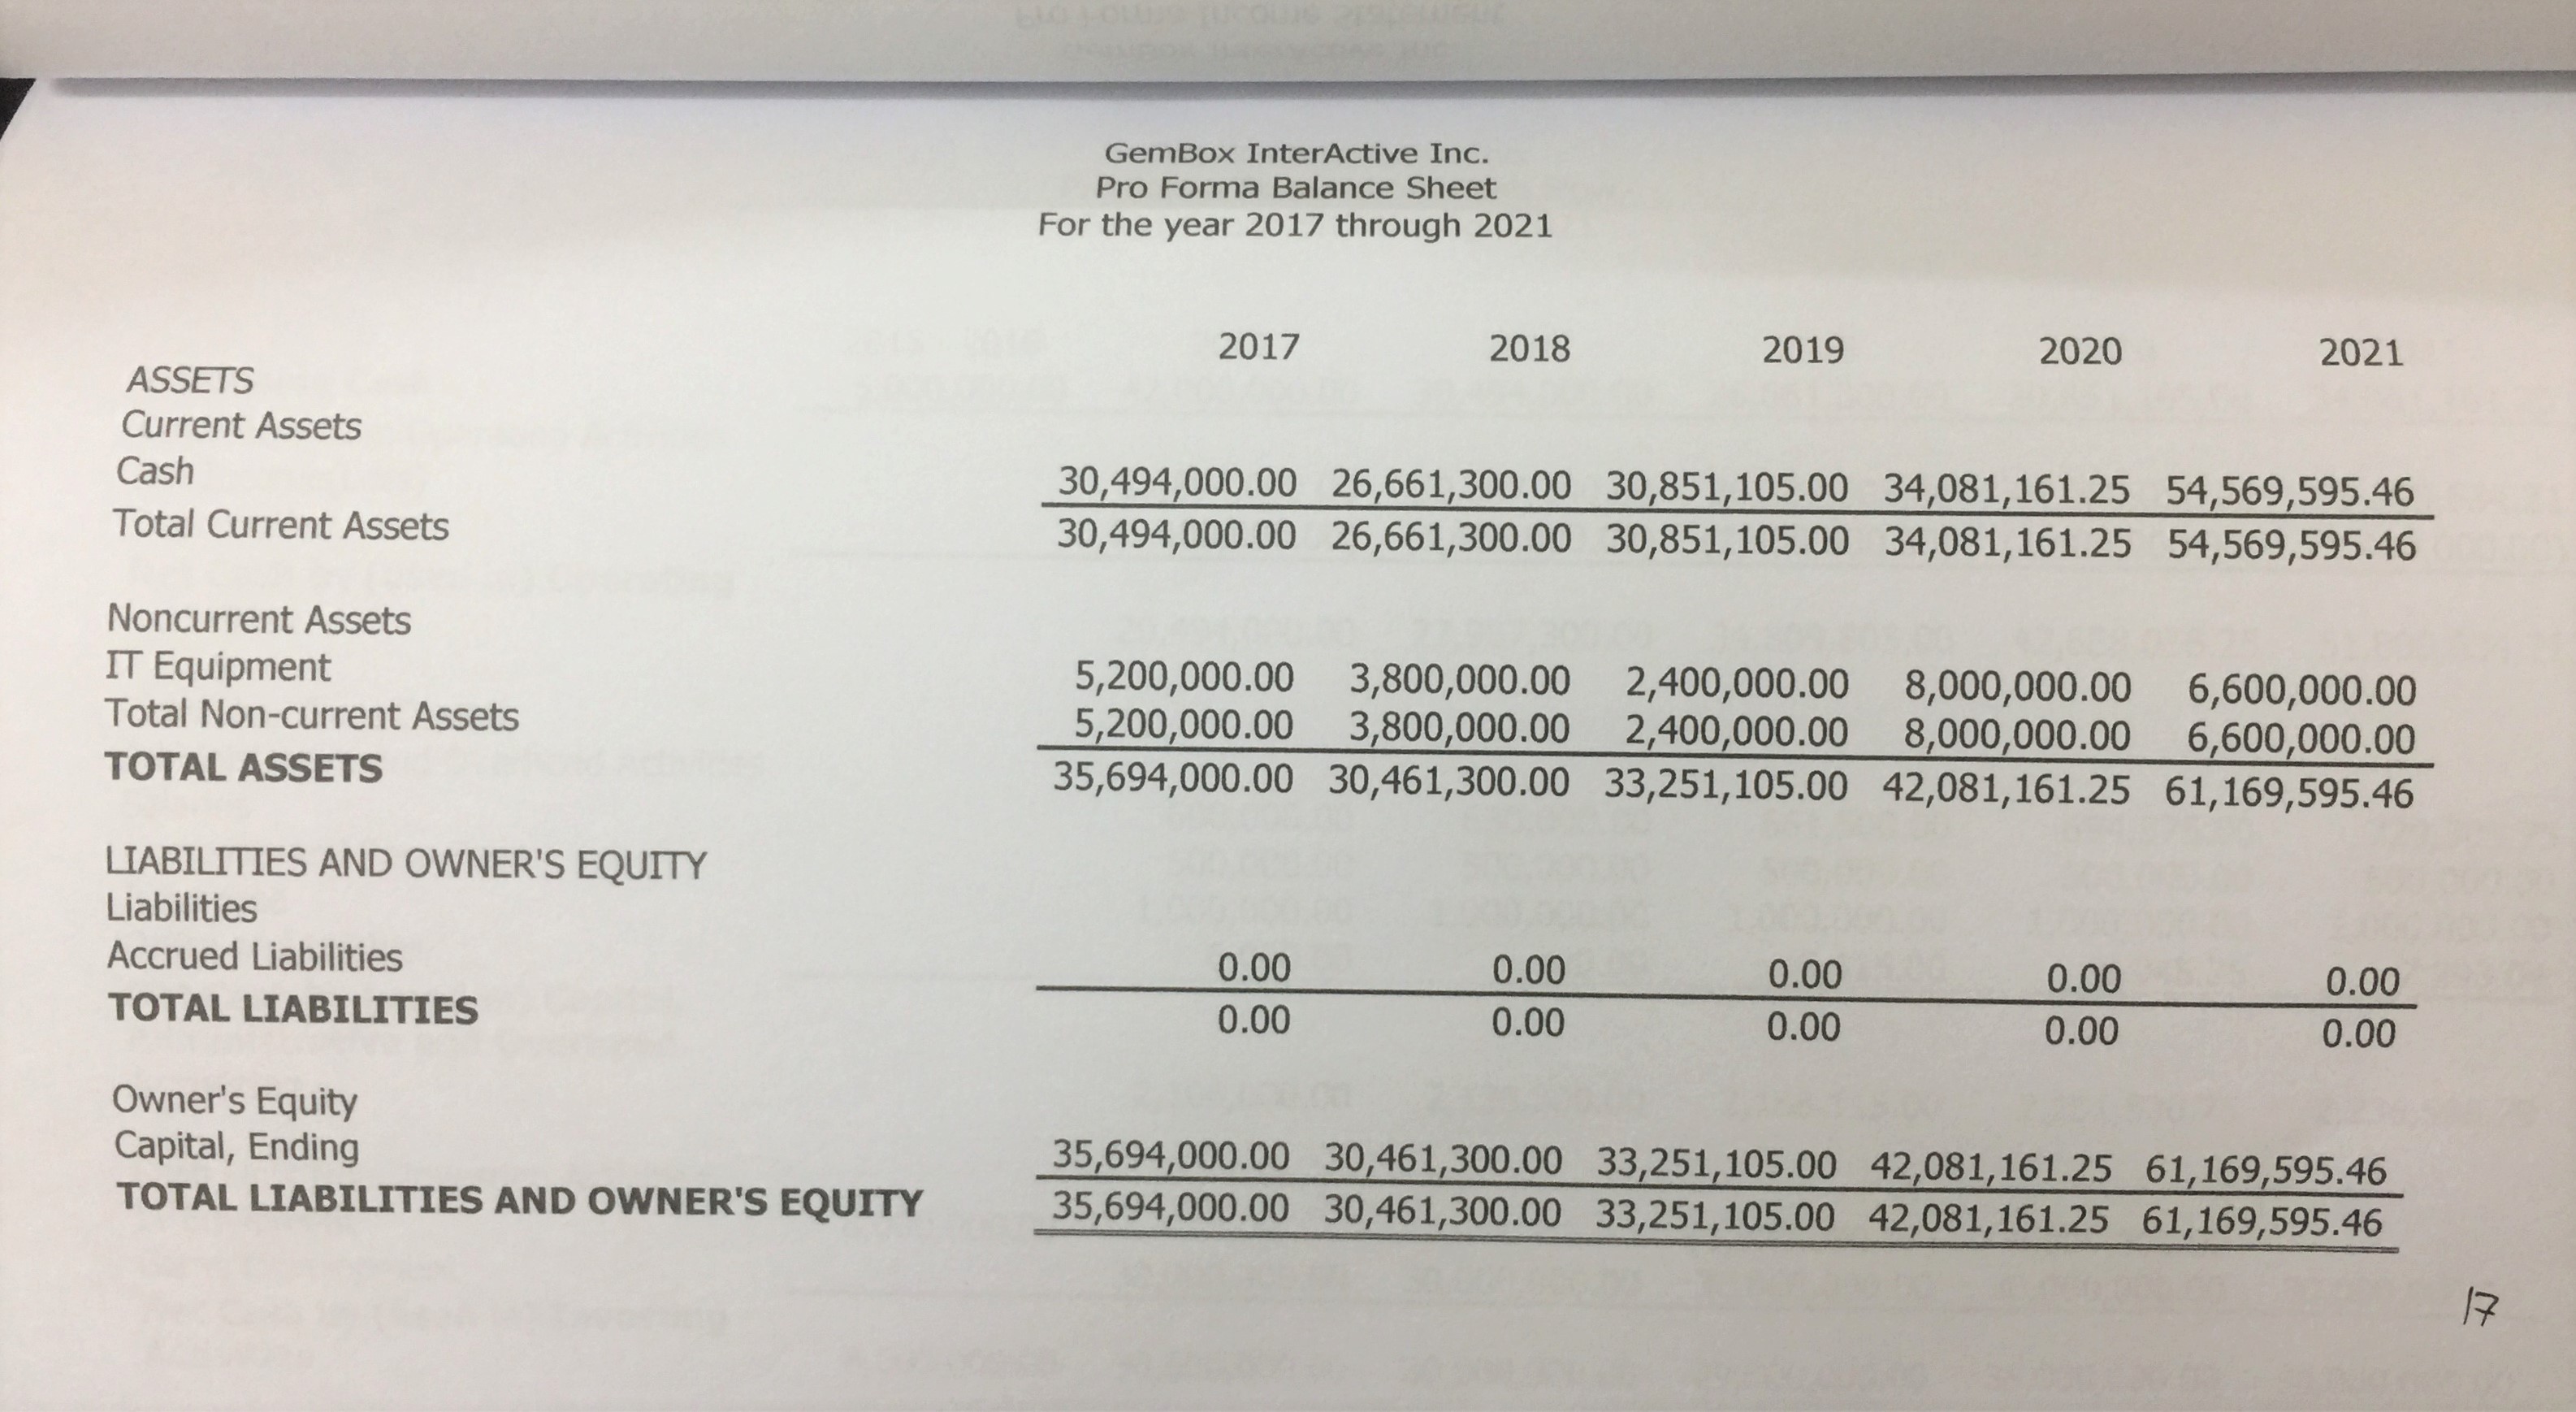 GemBox InterActive Inc.
Pro Forma Balance Sheet
For the year 2017 through 2021
2017 2018 2019 2020 2021
ASSETS
Current Assets
Cash 30,494,000.00 26,661,300.00 30,851,105.00 34,081,161.25 54,569,595.46
Total Current Assets 30,494,000.00 26,661,300.00 30,851,105.00 34,081,161.25 54,569,595.46
Noncurrent Assets
IT Equipment 5,200,000.00 3,800,000.00 2,400,000.00 8,000,000.00 6,600,000.00
Total Non-current Assets 5,200,000.00 3,800,000.00 2,400,000.00 8,000,000.00 6,600,000.00
TOTAL ASSETS 35,694,000.00 30,461,300.00 33,251,105.00 42,081,161.25 61,169,595.46
LIABILITIES AND OWNER'S EQUITY
Liabilities
Accrued Liabilities 0.00 0.00 0.00 0.00 0.00
TOTAL LIABILITIES 0.00 0.00 0.00 0.00 0.00
Owner's Equity
Capital, Ending 35,694,000.00 30,461,300.00 33,251,105.00 42,081,161.25 61,169,595.46
TOTAL LIABILITIES AND OWNER'S EQUITY 35,694,000.00 30,461,300.00 33,251,105.00 42,081,161.25 61,169,595.46
17